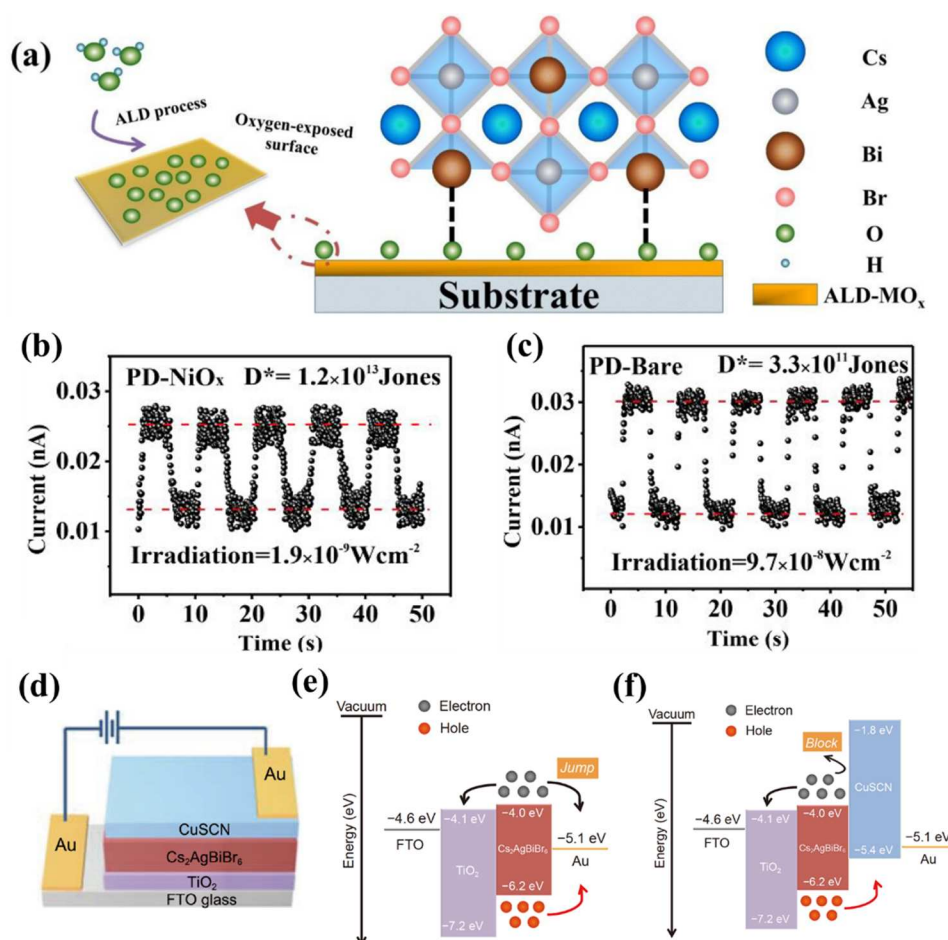 (a)
ALD process
Oxygen-exposed
surface
Substrate
Cs
Ag
Bi
Br
O
H
ALD-MOₓ
(b)
PD-NiOₓ D*= 1.2×10¹³Jones
0.03
0.02
0.01
Current (nA)
Irradiation=1.9×10⁻⁹Wcm⁻²
0 10 20 30 40 50
Time (s)
(c)
PD-Bare D*= 3.3×10¹¹Jones
0.03
0.02
0.01
Current (nA)
Irradiation=9.7×10⁻⁸Wcm⁻²
0 10 20 30 40 50
Time (s)
(d)
Au
Au
CuSCN
Cs₂AgBiBr₆
TiO₂
FTO glass
(e)
Electron
Hole
Vacuum
Energy (eV)
Jump
−4.6 eV
FTO
−4.1 eV
TiO₂
−7.2 eV
−4.0 eV
Cs₂AgBiBr₆
−6.2 eV
−5.1 eV
Au
(f)
Electron
Hole
Vacuum
Energy (eV)
Block
−4.6 eV
FTO
−4.1 eV
TiO₂
−7.2 eV
−4.0 eV
Cs₂AgBiBr₆
−6.2 eV
−1.8 eV
CuSCN
−5.4 eV
−5.1 eV
Au